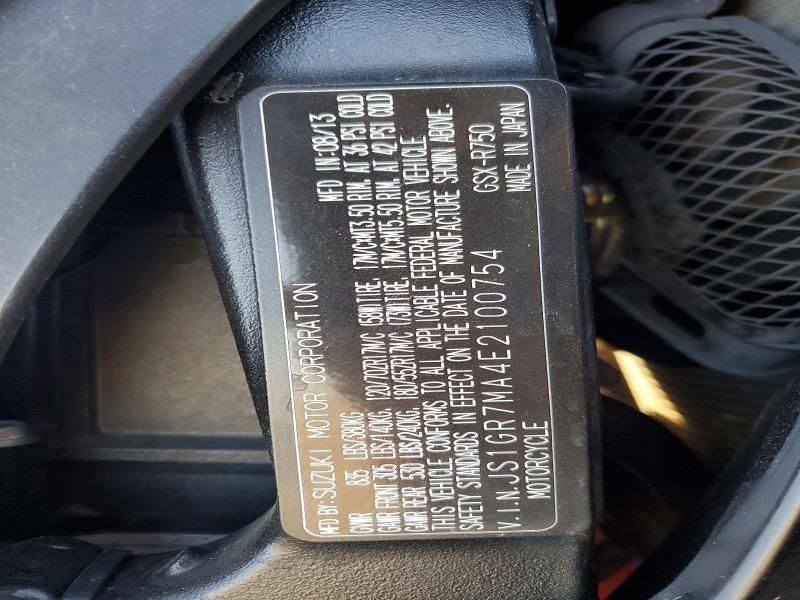 MFD BY:SUZUKI MOTOR CORPORATION MFD IN:08/13
GVWR 835 LBS/380KG
GAWR FRONT 305 LBS/140KG. 120/70ZR17M/C (58W)TIRE, 17M/CxMT3.50 RIM, AT 36 PSI COLD
GAWR REAR 530 LBS/240KG. 180/55ZR17M/C (73W)TIRE, 17M/CxMT5.50 RIM, AT 42 PSI COLD
THIS VEHICLE CONFORMS TO ALL APPLICABLE FEDERAL MOTOR VEHICLE
SAFETY STANDARDS IN EFFECT ON THE DATE OF MANUFACTURE SHOWN ABOVE.
V.I.N.JS1GR7MA4E2100754 GSX-R750
MOTORCYCLE MADE IN JAPAN